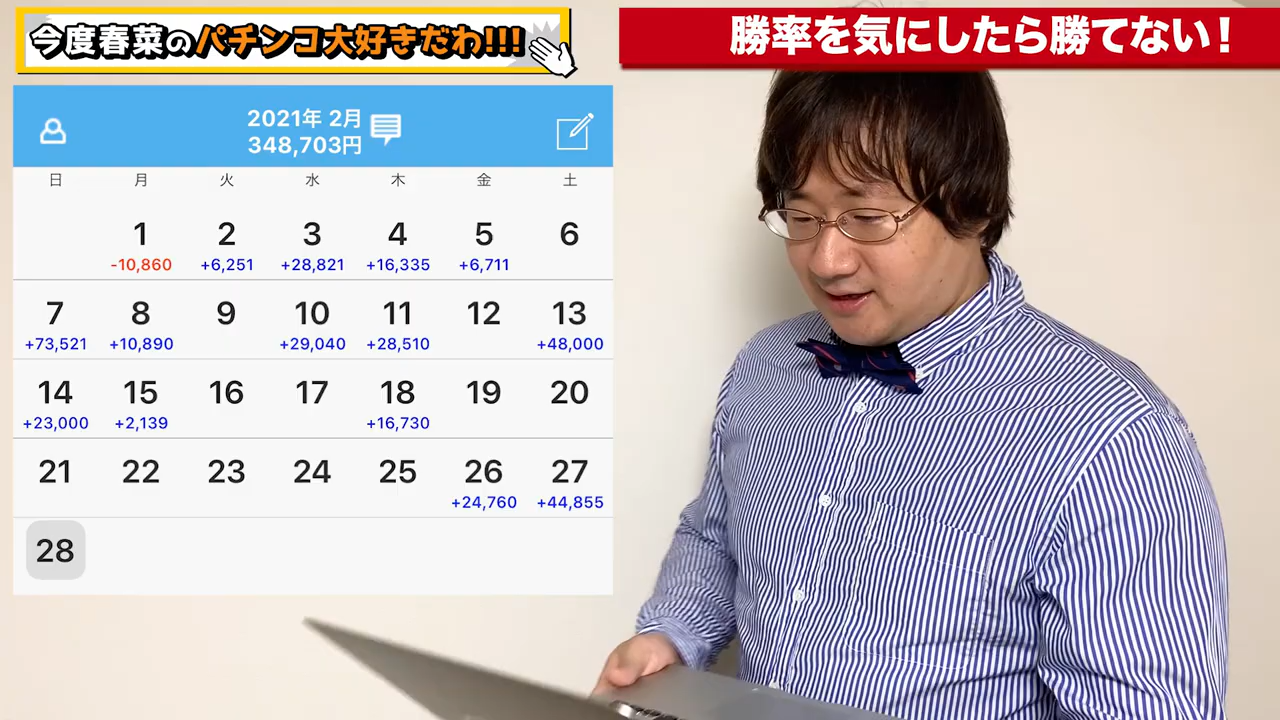 今度春菜のパチンコ大好きだわ!!!
勝率を気にしたら勝てない!
2021年 2月
348,703円
日 月 火 水 木 金 土
1 2 3 4 5 6
-10,860 +6,251 +28,821 +16,335 +6,711
7 8 9 10 11 12 13
+73,521 +10,890 +29,040 +28,510 +48,000
14 15 16 17 18 19 20
+23,000 +2,139 +16,730
21 22 23 24 25 26 27
+24,760 +44,855
28